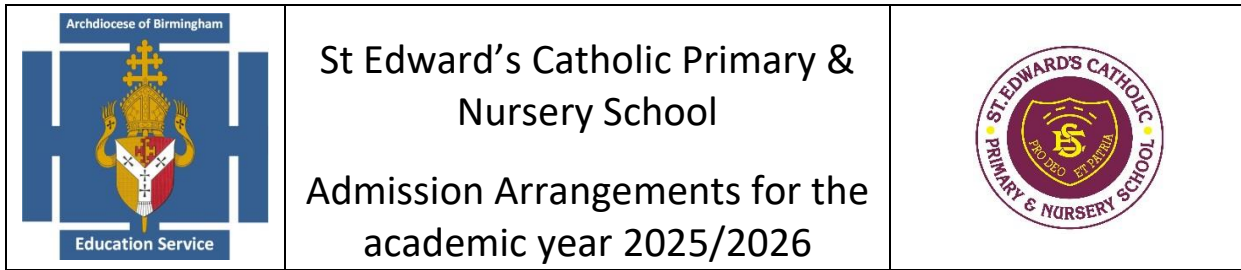 Archdiocese of Birmingham
Education Service
St Edward’s Catholic Primary &
Nursery School
Admission Arrangements for the
academic year 2025/2026
ST. EDWARD'S CATHOLIC
PRIMARY & NURSERY SCHOOL
PRO DEO ET PATRIA